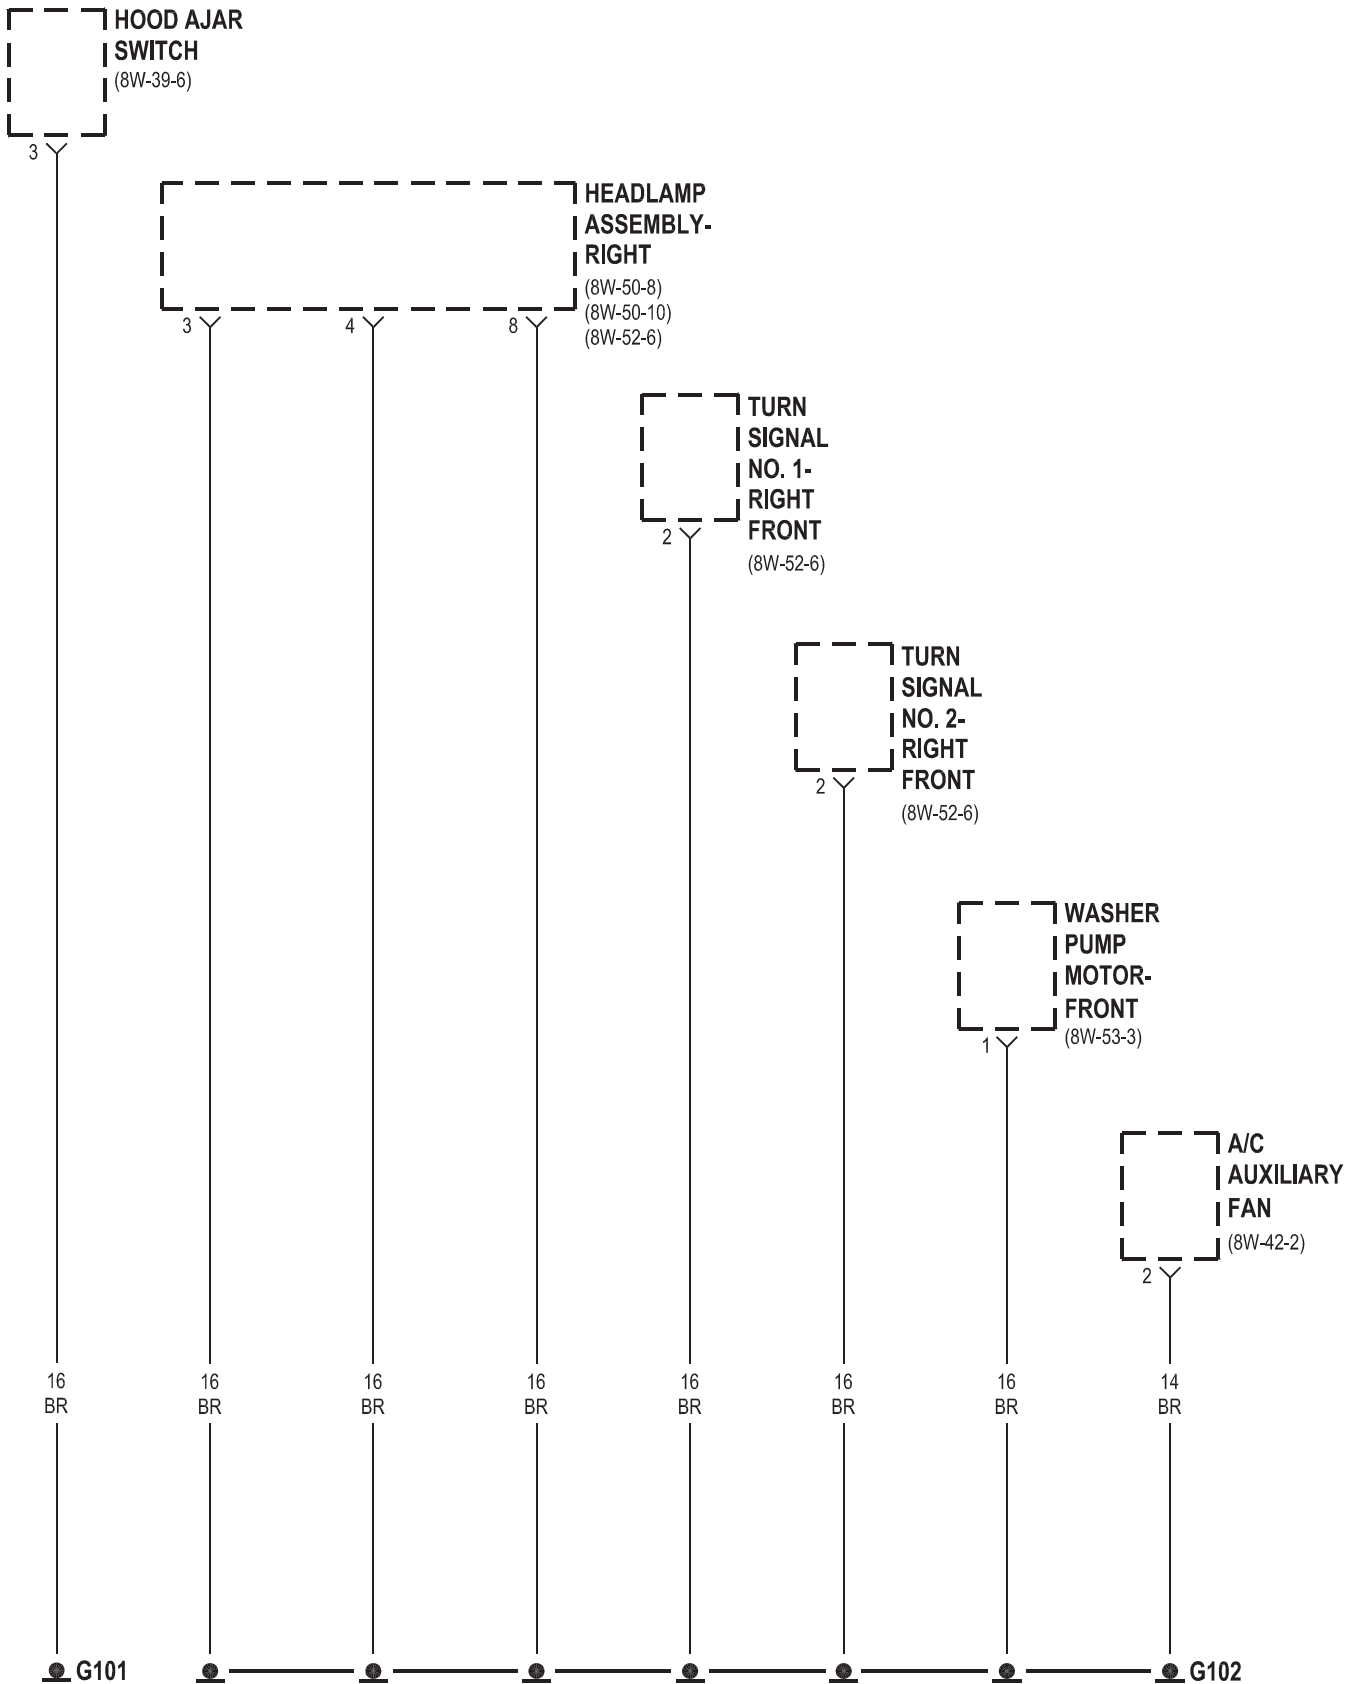 HOOD AJAR
SWITCH
(8W-39-6)
3
HEADLAMP
ASSEMBLY-
RIGHT
(8W-50-8)
(8W-50-10)
(8W-52-6)
3
4
8
TURN
SIGNAL
NO. 1-
RIGHT
FRONT
(8W-52-6)
2
TURN
SIGNAL
NO. 2-
RIGHT
FRONT
(8W-52-6)
2
WASHER
PUMP
MOTOR-
FRONT
(8W-53-3)
1
A/C
AUXILIARY
FAN
(8W-42-2)
2
16 16 16 16 16 16 16 14
BR BR BR BR BR BR BR BR
G101 G102